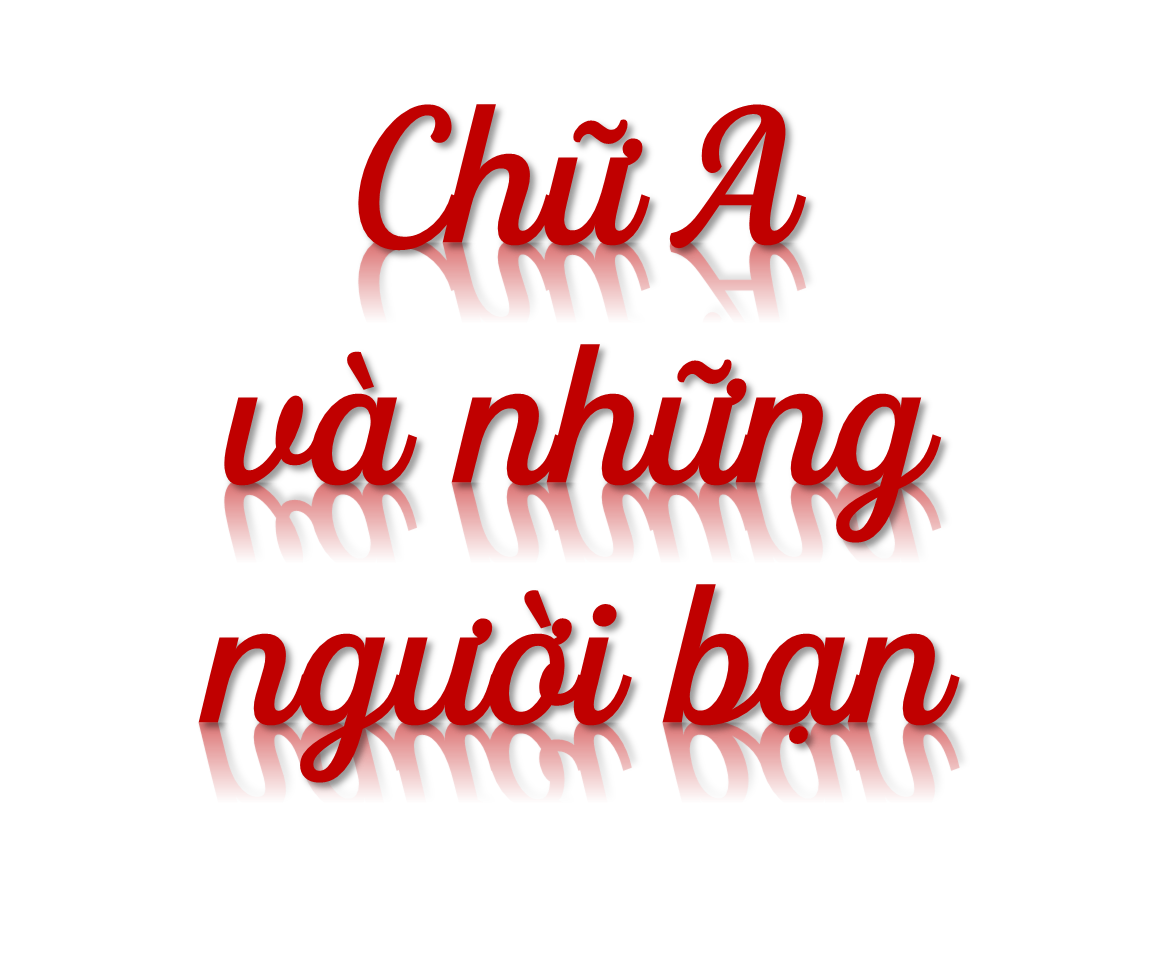 Chữ A
và những
người bạn